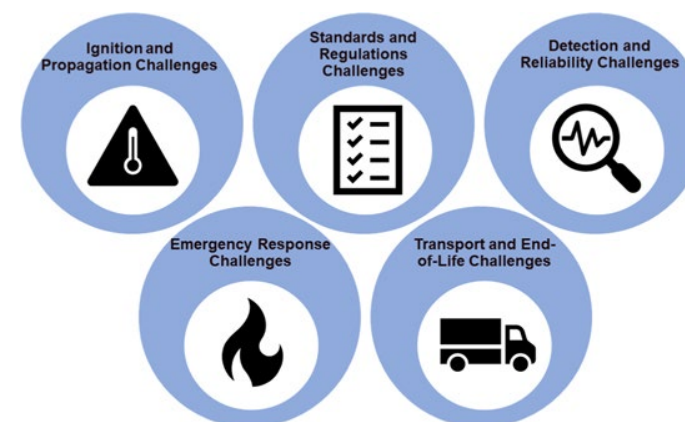 Ignition and
Propagation Challenges
Standards and
Regulations
Challenges
Detection and
Reliability Challenges
Emergency Response
Challenges
Transport and End-
of-Life Challenges